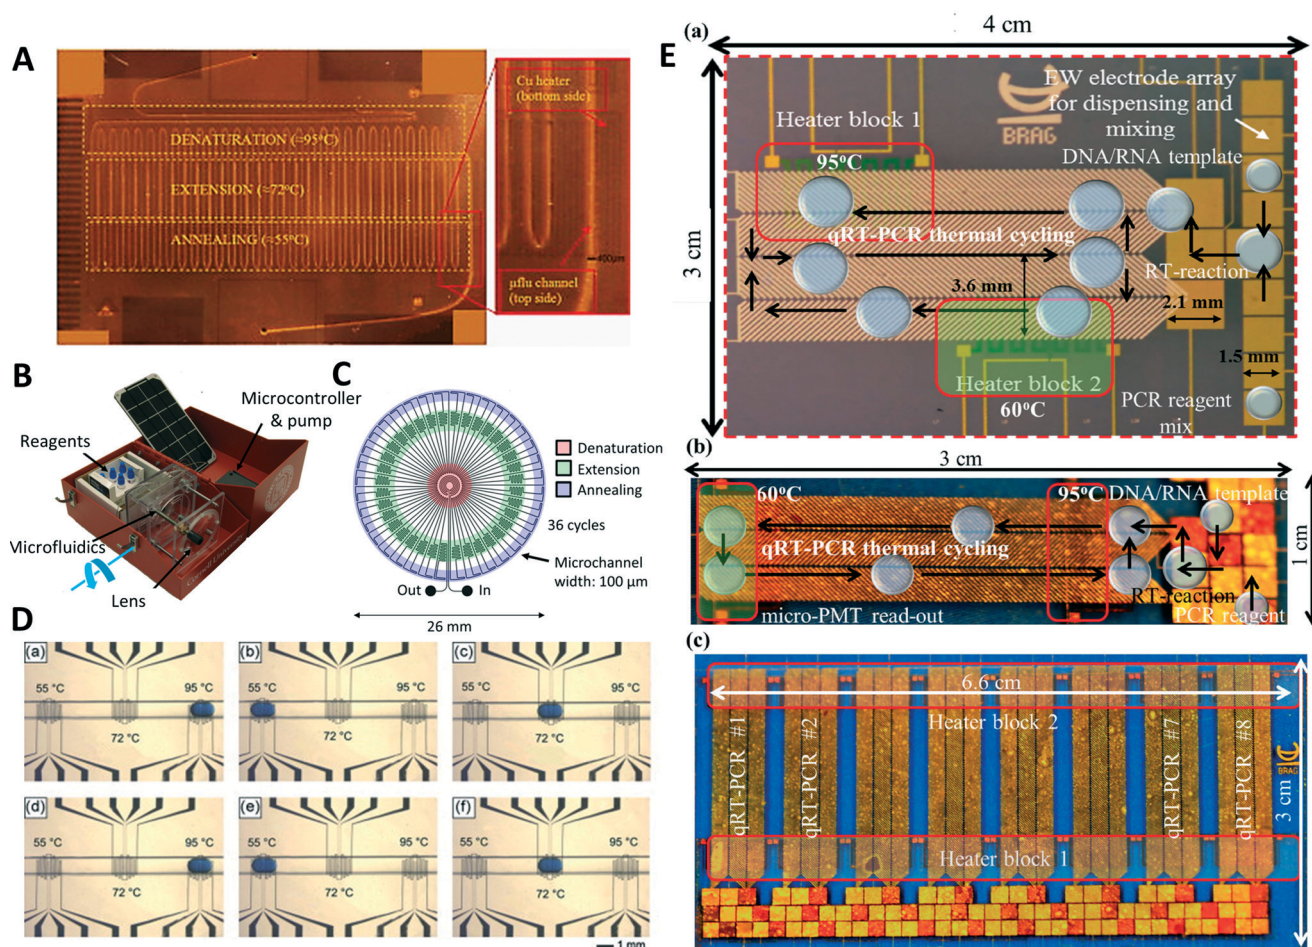 A
DENATURATION (≈95°C)
EXTENSION (≈72°C)
ANNEALING (≈55°C)
Cu heater
(bottom side)
400µm
µflu channel
(top side)
B
Microcontroller
& pump
Reagents
Microfluidics
Lens
C
Denaturation
Extension
Annealing
36 cycles
Microchannel
width: 100 µm
Out
In
26 mm
D
(a)
55 °C
95 °C
72 °C
(b)
55 °C
95 °C
72 °C
(c)
55 °C
95 °C
72 °C
(d)
55 °C
95 °C
72 °C
(e)
55 °C
95 °C
72 °C
(f)
55 °C
95 °C
72 °C
1 mm
E
(a)
4 cm
3 cm
Heater block 1
95°C
BRAG
EW electrode array
for dispensing and
mixing
DNA/RNA template
qRT-PCR thermal cycling
RT-reaction
3.6 mm
2.1 mm
1.5 mm
Heater block 2
60°C
PCR reagent
mix
(b)
3 cm
1 cm
60°C
95°C
DNA/RNA template
qRT-PCR thermal cycling
RT-reaction
micro-PMT read-out
PCR reagent
(c)
6.6 cm
Heater block 2
qRT-PCR #1
qRT-PCR #2
qRT-PCR #7
qRT-PCR #8
BRAG
3 cm
Heater block 1